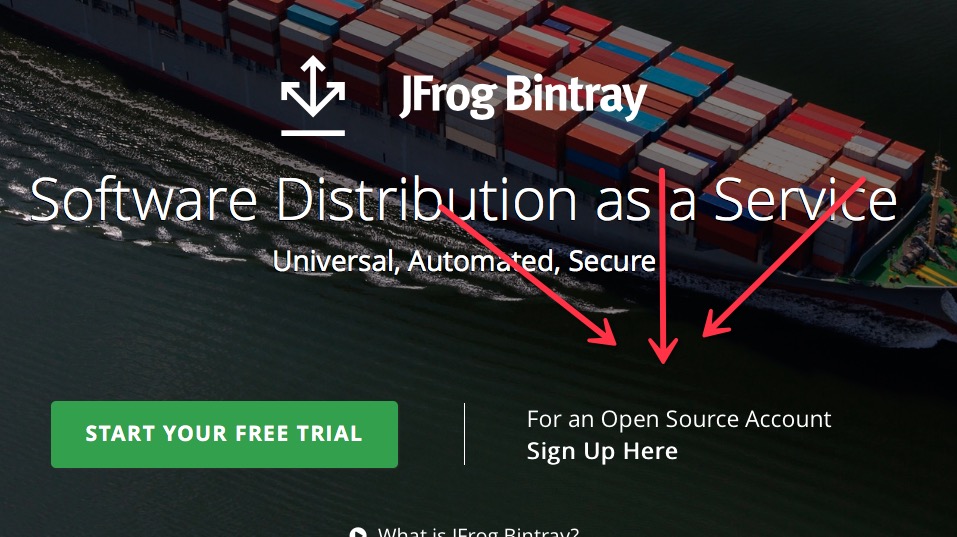 JFrog Bintray
Software Distribution as a Service
Universal, Automated, Secure
START YOUR FREE TRIAL
For an Open Source Account
Sign Up Here
What is JFrog Bintray?